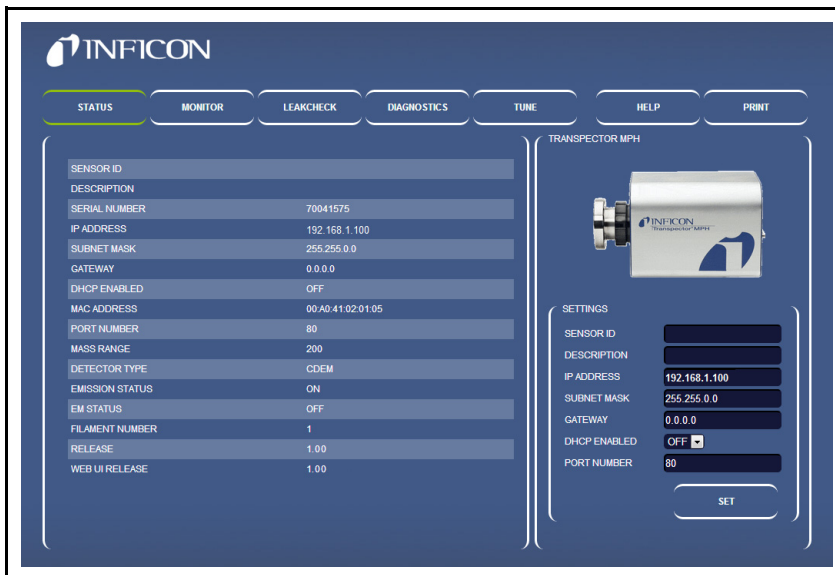 INFICON
STATUS MONITOR LEAKCHECK DIAGNOSTICS TUNE HELP PRINT
SENSOR ID
DESCRIPTION
SERIAL NUMBER 70041575
IP ADDRESS 192.168.1.100
SUBNET MASK 255.255.0.0
GATEWAY 0.0.0.0
DHCP ENABLED OFF
MAC ADDRESS 00:A0:41:02:01:05
PORT NUMBER 80
MASS RANGE 200
DETECTOR TYPE CDEM
EMISSION STATUS ON
EM STATUS OFF
FILAMENT NUMBER 1
RELEASE 1.00
WEB UI RELEASE 1.00
TRANSPECTOR MPH
INFICON
Transpector MPH
SETTINGS
SENSOR ID
DESCRIPTION
IP ADDRESS 192.168.1.100
SUBNET MASK 255.255.0.0
GATEWAY 0.0.0.0
DHCP ENABLED OFF
PORT NUMBER 80
SET